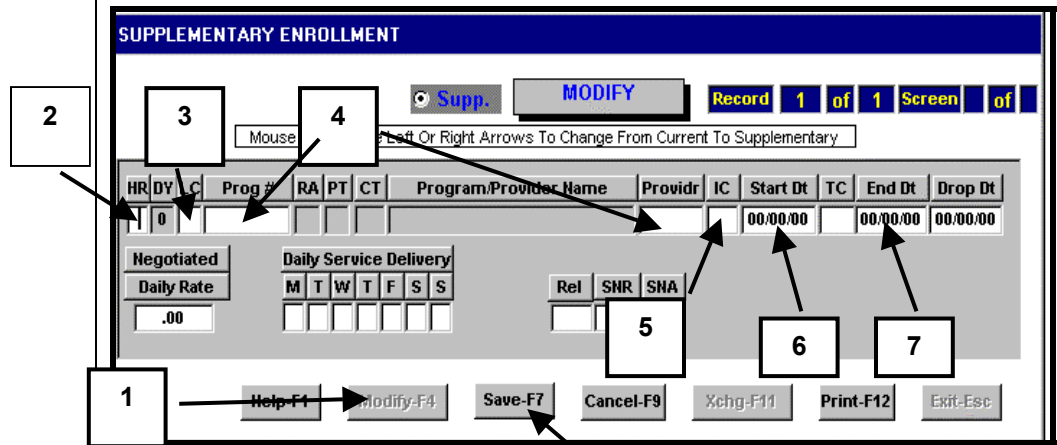 SUPPLEMENTARY ENROLLMENT
Supp. MODIFY Record 1 of 1 Screen of
2 3 4
Mouse Left Or Right Arrows To Change From Current To Supplementary
HR DY C Prog # RA PT CT Program/Provider Name Providr IC Start Dt TC End Dt Drop Dt
0 00/00/00 00/00/00 00/00/00
Negotiated Daily Service Delivery
Daily Rate M T W T F S S Rel SNR SNA
.00
5 6 7
1
Help-F1 Modify-F4 Save-F7 Cancel-F9 Xchg-F11 Print-F12 Exit-Esc